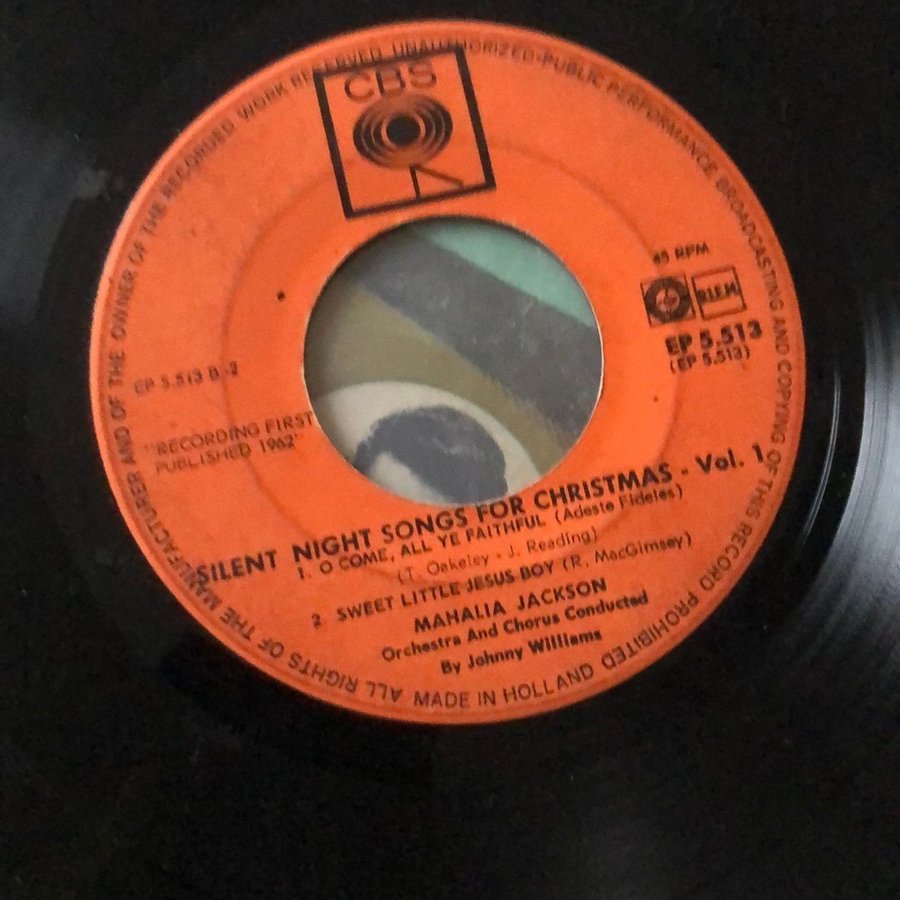 ALL RIGHTS OF THE MANUFACTURER AND OF THE OWNER OF THE RECORDED WORK RESERVED UNAUTHORIZED-PUBLIC PERFORMANCE BROADCASTING AND COPYING OF THIS RECORD PROHIBITED
CBS
45 RPM
BIEM
EP 5.513
(EP 5.513)
EP 5.513 B-2
"RECORDING FIRST
PUBLISHED 1962"
SILENT NIGHT SONGS FOR CHRISTMAS - Vol. 1
1. O COME, ALL YE FAITHFUL (Adeste Fideles)
(T. Oakeley - J. Reading)
2 SWEET LITTLE JESUS BOY (R. MacGimsey)
MAHALIA JACKSON
Orchestra And Chorus Conducted
By Johnny Williams
MADE IN HOLLAND